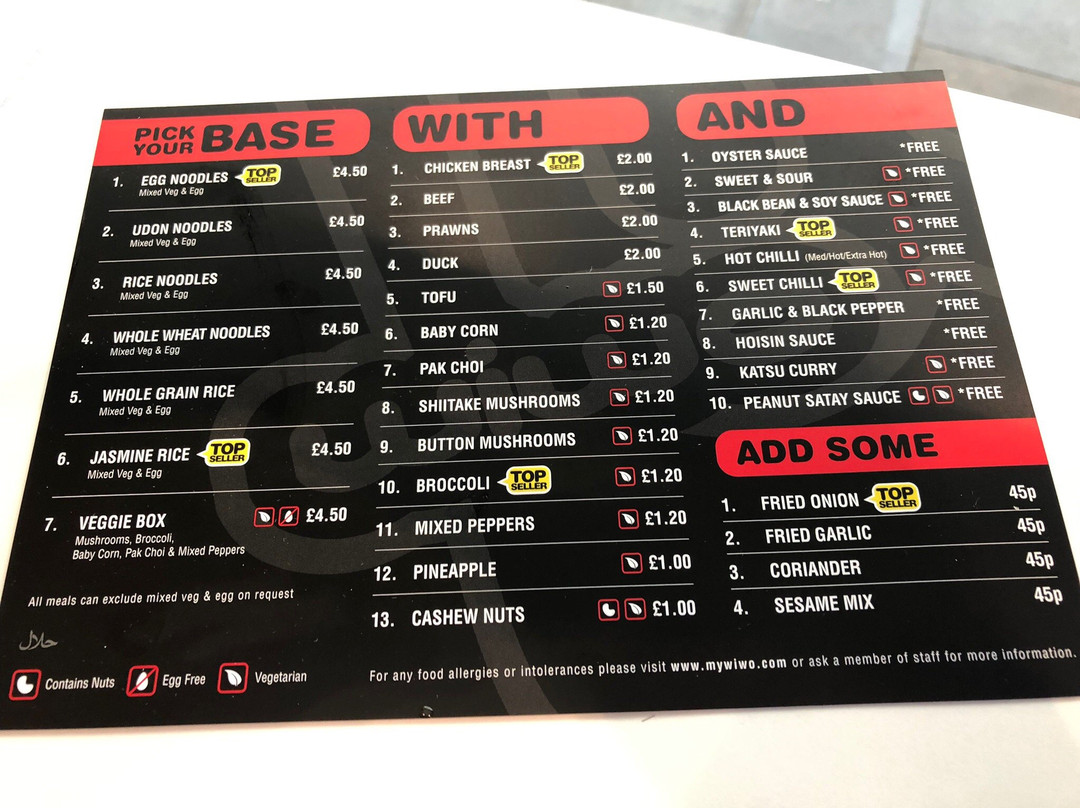 PICK YOUR BASE
1. EGG NOODLES TOP SELLER £4.50
Mixed Veg & Egg
2. UDON NOODLES £4.50
Mixed Veg & Egg
3. RICE NOODLES £4.50
Mixed Veg & Egg
4. WHOLE WHEAT NOODLES £4.50
Mixed Veg & Egg
5. WHOLE GRAIN RICE £4.50
Mixed Veg & Egg
6. JASMINE RICE TOP SELLER £4.50
Mixed Veg & Egg
7. VEGGIE BOX £4.50
Mushrooms, Broccoli,
Baby Corn, Pak Choi & Mixed Peppers
All meals can exclude mixed veg & egg on request
حلال
Contains Nuts Egg Free Vegetarian
WITH
1. CHICKEN BREAST TOP SELLER £2.00
2. BEEF £2.00
3. PRAWNS £2.00
4. DUCK £2.00
5. TOFU £1.50
6. BABY CORN £1.20
7. PAK CHOI £1.20
8. SHIITAKE MUSHROOMS £1.20
9. BUTTON MUSHROOMS £1.20
10. BROCCOLI TOP SELLER £1.20
11. MIXED PEPPERS £1.20
12. PINEAPPLE £1.00
13. CASHEW NUTS £1.00
AND
1. OYSTER SAUCE *FREE
2. SWEET & SOUR *FREE
3. BLACK BEAN & SOY SAUCE *FREE
4. TERIYAKI TOP SELLER *FREE
5. HOT CHILLI (Med/Hot/Extra Hot) *FREE
6. SWEET CHILLI TOP SELLER *FREE
7. GARLIC & BLACK PEPPER *FREE
8. HOISIN SAUCE *FREE
9. KATSU CURRY *FREE
10. PEANUT SATAY SAUCE *FREE
ADD SOME
1. FRIED ONION TOP SELLER 45p
2. FRIED GARLIC 45p
3. CORIANDER 45p
4. SESAME MIX 45p
For any food allergies or intolerances please visit www.mywiwo.com or ask a member of staff for more information.